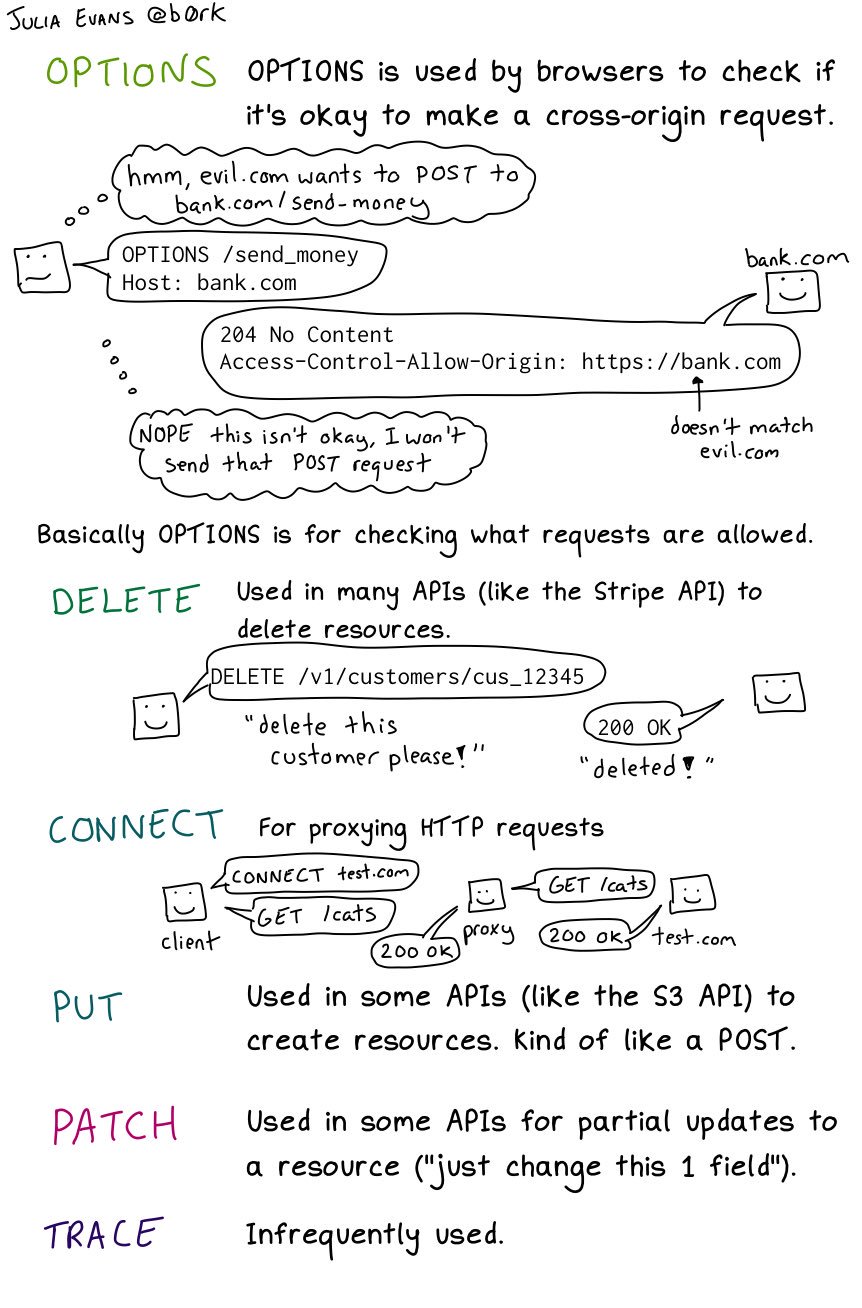 JULIA EVANS @b0rk
OPTIONS
OPTIONS is used by browsers to check if
it's okay to make a cross-origin request.
hmm, evil.com wants to POST to
bank.com/send-money
OPTIONS /send_money
Host: bank.com
bank.com
204 No Content
Access-Control-Allow-Origin: https://bank.com
doesn't match
evil.com
NOPE this isn't okay, I won't
send that POST request
Basically OPTIONS is for checking what requests are allowed.
DELETE
Used in many APIs (like the Stripe API) to
delete resources.
DELETE /v1/customers/cus_12345
"delete this
customer please!"
200 OK
"deleted!"
CONNECT
For proxying HTTP requests
CONNECT test.com
GET /cats
client
200 OK
proxy
GET /cats
200 OK
test.com
PUT
Used in some APIs (like the S3 API) to
create resources. kind of like a POST.
PATCH
Used in some APIs for partial updates to
a resource ("just change this 1 field").
TRACE
Infrequently used.